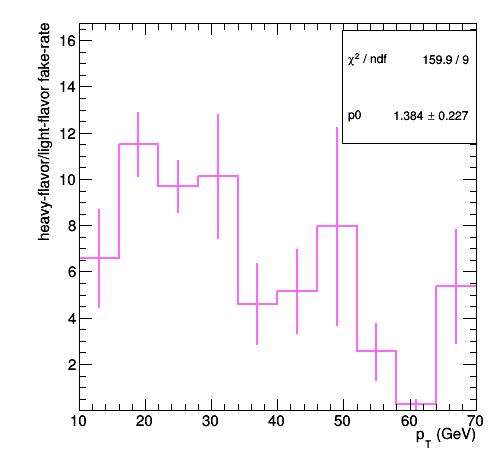 heavy-flavor/light-flavor fake-rate
16
14
12
10
8
6
4
2
χ² / ndf 159.9 / 9
p0 1.384 ± 0.227
10 20 30 40 50 60 70
p_T (GeV)